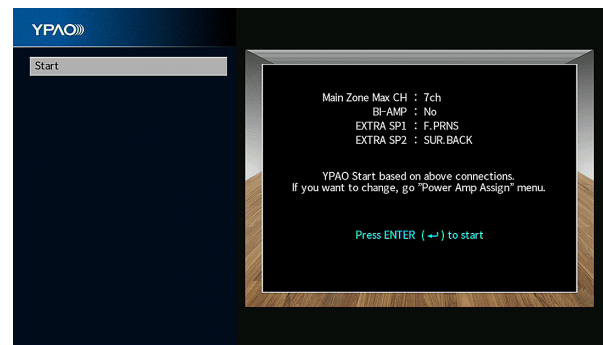 YPAO
Start
Main Zone Max CH : 7ch
BI-AMP : No
EXTRA SP1 : F.PRNS
EXTRA SP2 : SUR.BACK
YPAO Start based on above connections.
If you want to change, go "Power Amp Assign" menu.
Press ENTER (↵) to start